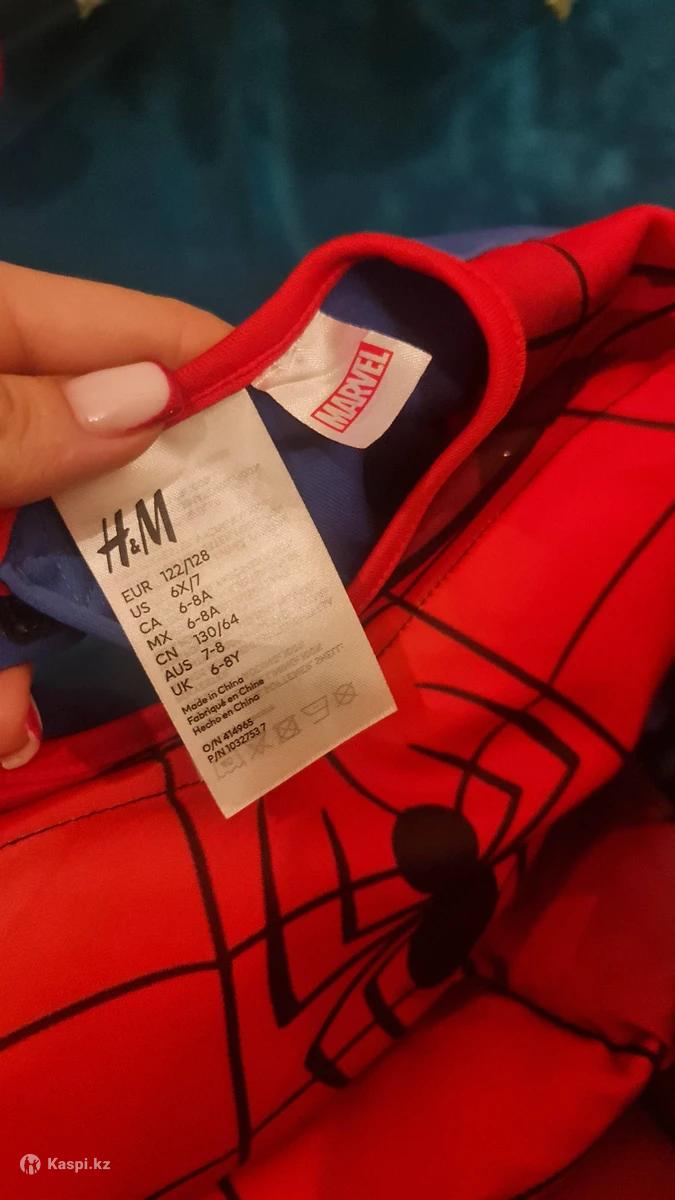 MARVEL
H&M
EUR 122/128
US 6X/7
CA 6-8A
MX 6-8A
CN 130/64
AUS 7-8
UK 6-8Y
Made in China
Fabriqué en Chine
Hecho en China
O/N 414965
P/N 1032753 7
Kaspi.kz